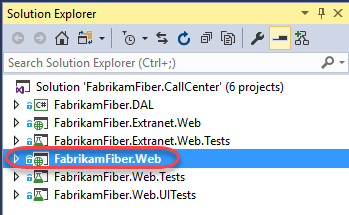 Solution Explorer
Search Solution Explorer (Ctrl+;)
Solution 'FabrikamFiber.CallCenter' (6 projects)
C# FabrikamFiber.DAL
FabrikamFiber.Extranet.Web
FabrikamFiber.Extranet.Web.Tests
FabrikamFiber.Web
FabrikamFiber.Web.Tests
FabrikamFiber.Web.UITests